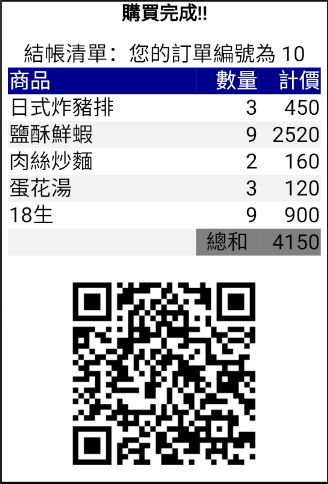 購買完成!!
結帳清單：您的訂單編號為 10
商品 數量 計價
日式炸豬排 3 450
鹽酥鮮蝦 9 2520
肉絲炒麵 2 160
蛋花湯 3 120
18生 9 900
總和 4150